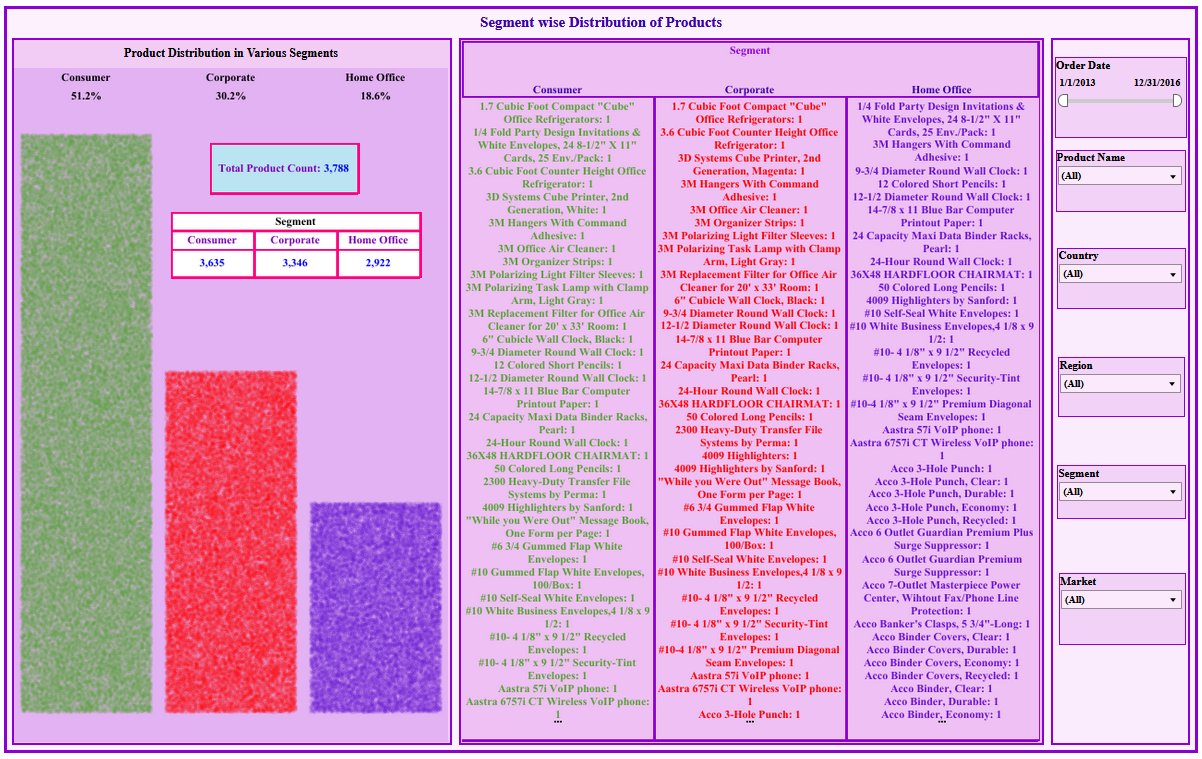 Segment wise Distribution of Products
Product Distribution in Various Segments
Consumer
Corporate
Home Office
51.2%
30.2%
18.6%
Total Product Count: 3,788
Segment
Consumer
Corporate
Home Office
3,635
3,346
2,922
Segment
Consumer
1.7 Cubic Foot Compact "Cube"
Office Refrigerators: 1
1/4 Fold Party Design Invitations &
White Envelopes, 24 8-1/2" X 11"
Cards, 25 Env./Pack: 1
3.6 Cubic Foot Counter Height Office
Refrigerator: 1
3D Systems Cube Printer, 2nd
Generation, White: 1
3M Hangers With Command
Adhesive: 1
3M Office Air Cleaner: 1
3M Organizer Strips: 1
3M Polarizing Light Filter Sleeves: 1
3M Polarizing Task Lamp with Clamp
Arm, Light Gray: 1
3M Replacement Filter for Office Air
Cleaner for 20' x 33' Room: 1
6" Cubicle Wall Clock, Black: 1
9-3/4 Diameter Round Wall Clock: 1
12 Colored Short Pencils: 1
12-1/2 Diameter Round Wall Clock: 1
14-7/8 x 11 Blue Bar Computer
Printout Paper: 1
24 Capacity Maxi Data Binder Racks,
Pearl: 1
24-Hour Round Wall Clock: 1
36X48 HARDFLOOR CHAIRMAT: 1
50 Colored Long Pencils: 1
2300 Heavy-Duty Transfer File
Systems by Perma: 1
4009 Highlighters by Sanford: 1
"While you Were Out" Message Book,
One Form per Page: 1
#6 3/4 Gummed Flap White
Envelopes: 1
#10 Gummed Flap White Envelopes,
100/Box: 1
#10 Self-Seal White Envelopes: 1
#10 White Business Envelopes,4 1/8 x 9
1/2: 1
#10- 4 1/8" x 9 1/2" Recycled
Envelopes: 1
#10- 4 1/8" x 9 1/2" Security-Tint
Envelopes: 1
Aastra 57i VoIP phone: 1
Aastra 6757i CT Wireless VoIP phone:
1
...
Corporate
1.7 Cubic Foot Compact "Cube"
Office Refrigerators: 1
3.6 Cubic Foot Counter Height Office
Refrigerator: 1
3D Systems Cube Printer, 2nd
Generation, Magenta: 1
3M Hangers With Command
Adhesive: 1
3M Office Air Cleaner: 1
3M Organizer Strips: 1
3M Polarizing Light Filter Sleeves: 1
3M Polarizing Task Lamp with Clamp
Arm, Light Gray: 1
3M Replacement Filter for Office Air
Cleaner for 20' x 33' Room: 1
6" Cubicle Wall Clock, Black: 1
9-3/4 Diameter Round Wall Clock: 1
12-1/2 Diameter Round Wall Clock: 1
14-7/8 x 11 Blue Bar Computer
Printout Paper: 1
24 Capacity Maxi Data Binder Racks,
Pearl: 1
24-Hour Round Wall Clock: 1
36X48 HARDFLOOR CHAIRMAT: 1
50 Colored Long Pencils: 1
2300 Heavy-Duty Transfer File
Systems by Perma: 1
4009 Highlighters: 1
4009 Highlighters by Sanford: 1
"While you Were Out" Message Book,
One Form per Page: 1
#6 3/4 Gummed Flap White
Envelopes: 1
#10 Gummed Flap White Envelopes,
100/Box: 1
#10 Self-Seal White Envelopes: 1
#10 White Business Envelopes,4 1/8 x 9
1/2: 1
#10- 4 1/8" x 9 1/2" Recycled
Envelopes: 1
#10- 4 1/8" x 9 1/2" Security-Tint
Envelopes: 1
#10-4 1/8" x 9 1/2" Premium Diagonal
Seam Envelopes: 1
Aastra 57i VoIP phone: 1
Aastra 6757i CT Wireless VoIP phone:
1
Acco 3-Hole Punch: 1
...
Home Office
1/4 Fold Party Design Invitations &
White Envelopes, 24 8-1/2" X 11"
Cards, 25 Env./Pack: 1
3M Hangers With Command
Adhesive: 1
9-3/4 Diameter Round Wall Clock: 1
12 Colored Short Pencils: 1
12-1/2 Diameter Round Wall Clock: 1
14-7/8 x 11 Blue Bar Computer
Printout Paper: 1
24 Capacity Maxi Data Binder Racks,
Pearl: 1
24-Hour Round Wall Clock: 1
36X48 HARDFLOOR CHAIRMAT: 1
50 Colored Long Pencils: 1
4009 Highlighters by Sanford: 1
#10 Self-Seal White Envelopes: 1
#10 White Business Envelopes,4 1/8 x 9
1/2: 1
#10- 4 1/8" x 9 1/2" Recycled
Envelopes: 1
#10- 4 1/8" x 9 1/2" Security-Tint
Envelopes: 1
#10-4 1/8" x 9 1/2" Premium Diagonal
Seam Envelopes: 1
Aastra 57i VoIP phone: 1
Aastra 6757i CT Wireless VoIP phone:
1
Acco 3-Hole Punch: 1
Acco 3-Hole Punch, Clear: 1
Acco 3-Hole Punch, Durable: 1
Acco 3-Hole Punch, Economy: 1
Acco 3-Hole Punch, Recycled: 1
Acco 6 Outlet Guardian Premium Plus
Surge Suppressor: 1
Acco 6 Outlet Guardian Premium
Surge Suppressor: 1
Acco 7-Outlet Masterpiece Power
Center, Wihtout Fax/Phone Line
Protection: 1
Acco Banker's Clasps, 5 3/4"-Long: 1
Acco Binder Covers, Clear: 1
Acco Binder Covers, Durable: 1
Acco Binder Covers, Economy: 1
Acco Binder Covers, Recycled: 1
Acco Binder, Clear: 1
Acco Binder, Durable: 1
Acco Binder, Economy: 1
...
Order Date
1/1/2013
12/31/2016
Product Name
(All)
Country
(All)
Region
(All)
Segment
(All)
Market
(All)